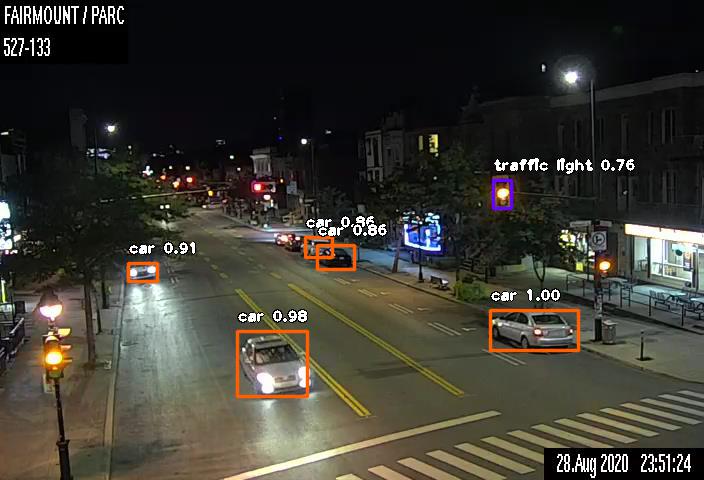 FAIRMOUNT / PARC
527-133
traffic light 0.76
car 0.86
car 0.86
car 0.91
car 1.00
car 0.98
28.Aug 2020 23:51:24